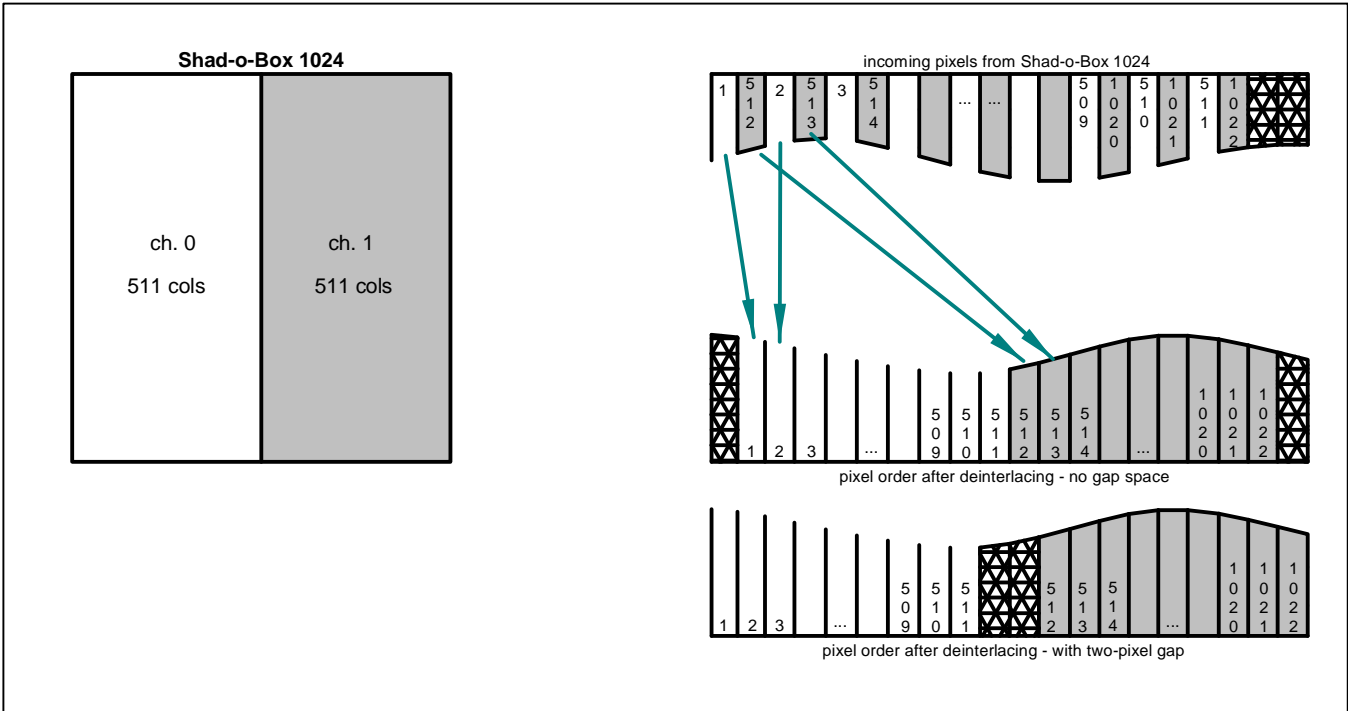 Shad-o-Box 1024
ch. 0
511 cols
ch. 1
511 cols
incoming pixels from Shad-o-Box 1024
1 512 2 513 3 514 ... ... 509 1020 510 1021 511 1022
1 2 3 ... 509 510 511 512 513 514 ... 1020 1021 1022
pixel order after deinterlacing - no gap space
1 2 3 ... 509 510 511 512 513 514 ... 1020 1021 1022
pixel order after deinterlacing - with two-pixel gap